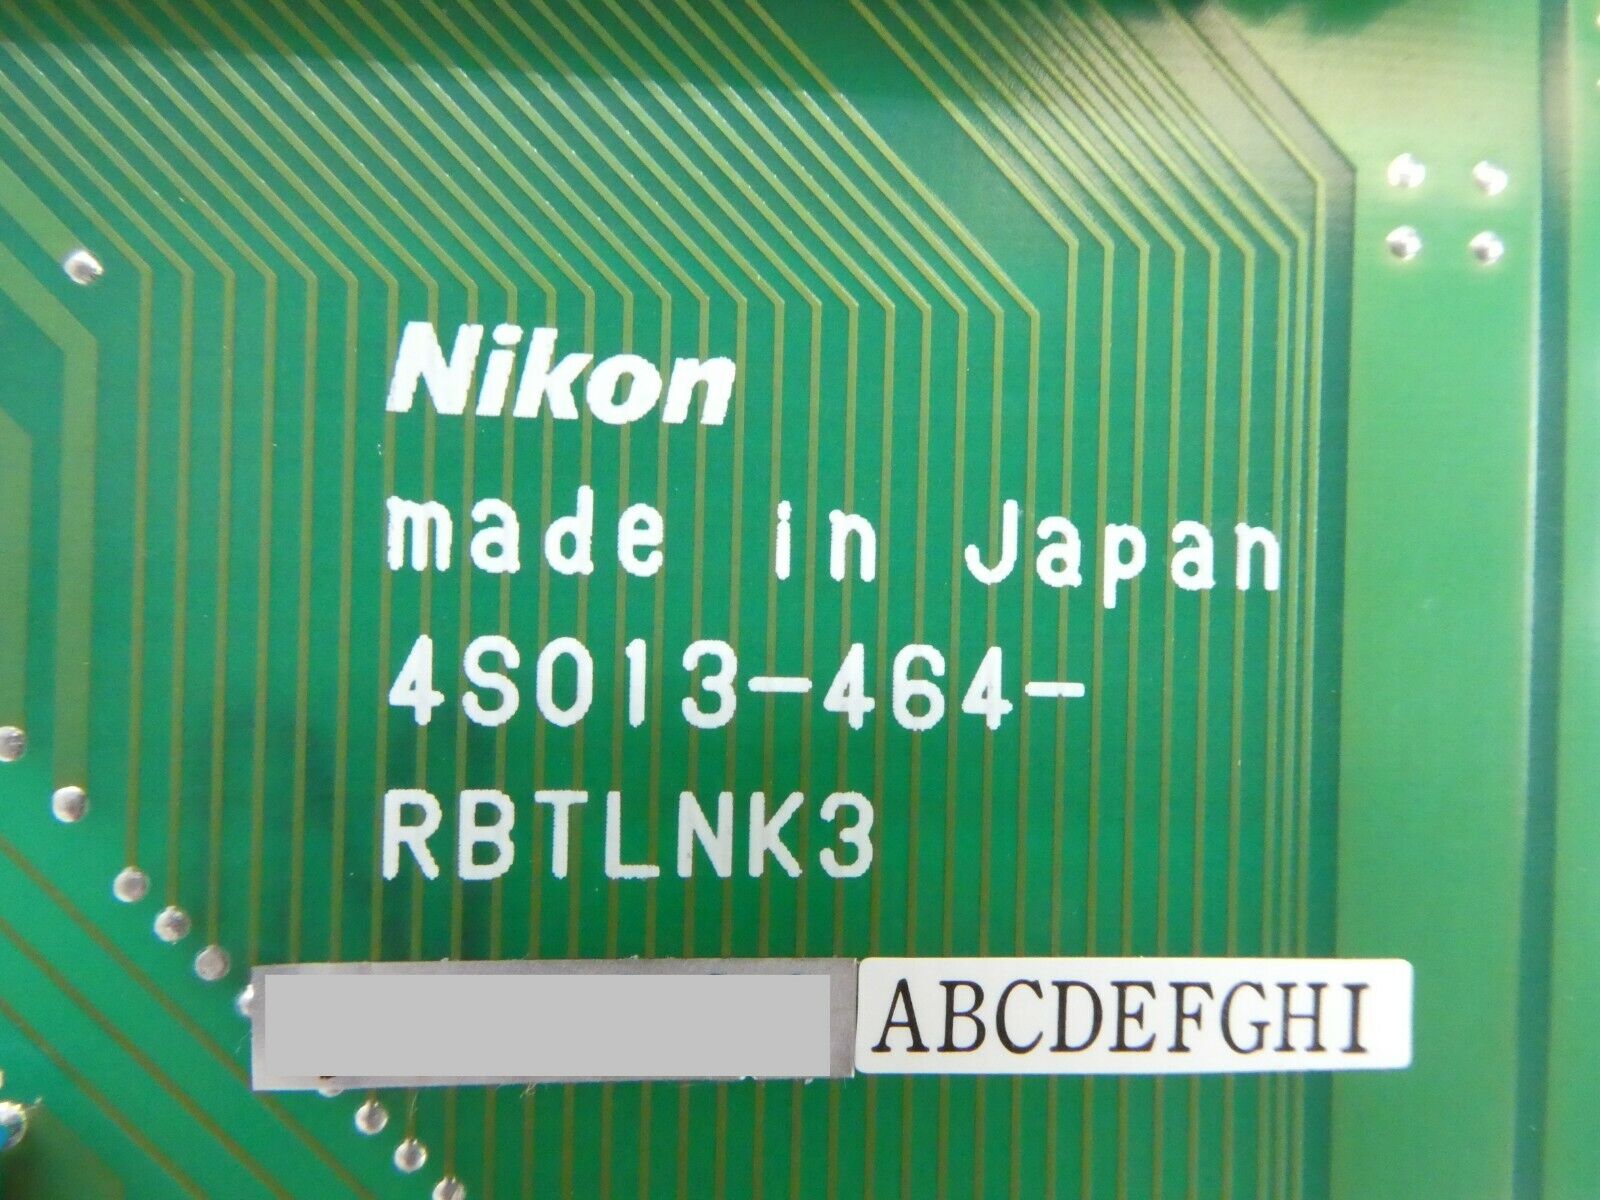 Nikon
made in Japan
4S013-464-
RBTLNK3
ABCDEFGHI